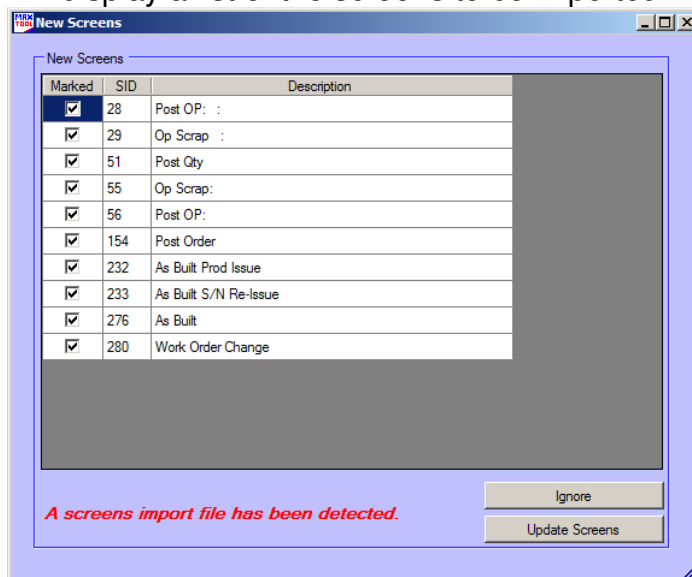 MAX
TOOL New Screens
New Screens
Marked SID Description
28 Post OP: :
29 Op Scrap :
51 Post Qty
55 Op Scrap:
56 Post OP:
154 Post Order
232 As Built Prod Issue
233 As Built S/N Re-Issue
276 As Built
280 Work Order Change
Ignore
A screens import file has been detected.
Update Screens